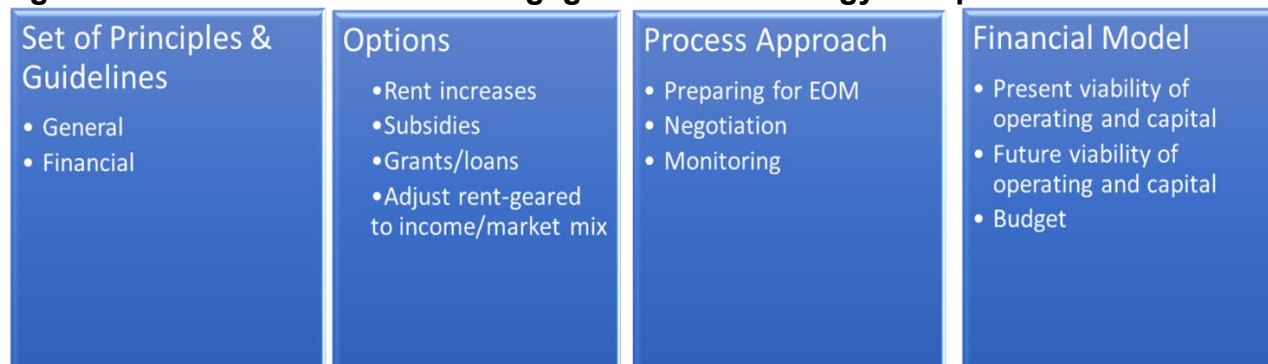 Set of Principles &
Guidelines
• General
• Financial
Options
•Rent increases
•Subsidies
•Grants/loans
•Adjust rent-geared
to income/market mix
Process Approach
• Preparing for EOM
• Negotiation
• Monitoring
Financial Model
• Present viability of
operating and capital
• Future viability of
operating and capital
• Budget